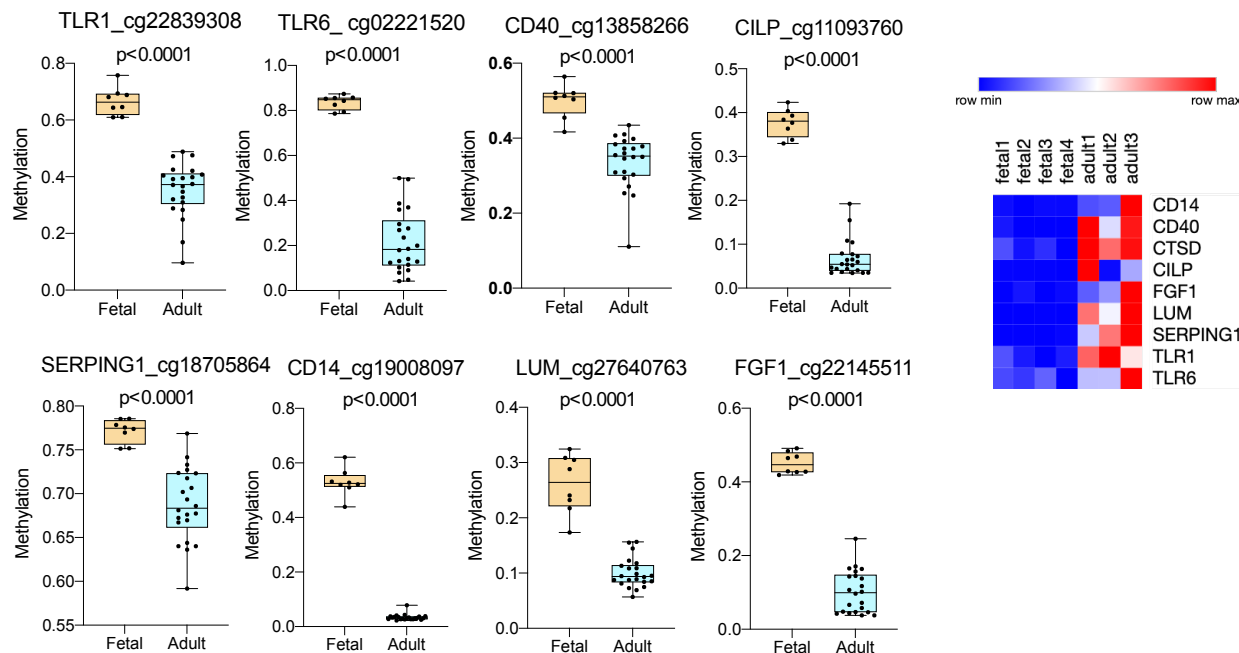 TLR1_cg22839308
p<0.0001
Methylation
0.8
0.6
0.4
0.2
0.0
Fetal
Adult
TLR6_cg02221520
p<0.0001
Methylation
1.0
0.8
0.6
0.4
0.2
0.0
Fetal
Adult
CD40_cg13858266
p<0.0001
Methylation
0.6
0.4
0.2
0.0
Fetal
Adult
CILP_cg11093760
p<0.0001
Methylation
0.5
0.4
0.3
0.2
0.1
0.0
Fetal
Adult
SERPING1_cg18705864
p<0.0001
Methylation
0.80
0.75
0.70
0.65
0.60
0.55
Fetal
Adult
CD14_cg19008097
p<0.0001
Methylation
0.8
0.6
0.4
0.2
0.0
Fetal
Adult
LUM_cg27640763
p<0.0001
Methylation
0.4
0.3
0.2
0.1
0.0
Fetal
Adult
FGF1_cg22145511
p<0.0001
Methylation
0.6
0.4
0.2
0.0
Fetal
Adult
row min
row max
fetal1
fetal2
fetal3
fetal4
adult1
adult2
adult3
CD14
CD40
CTSD
CILP
FGF1
LUM
SERPING1
TLR1
TLR6